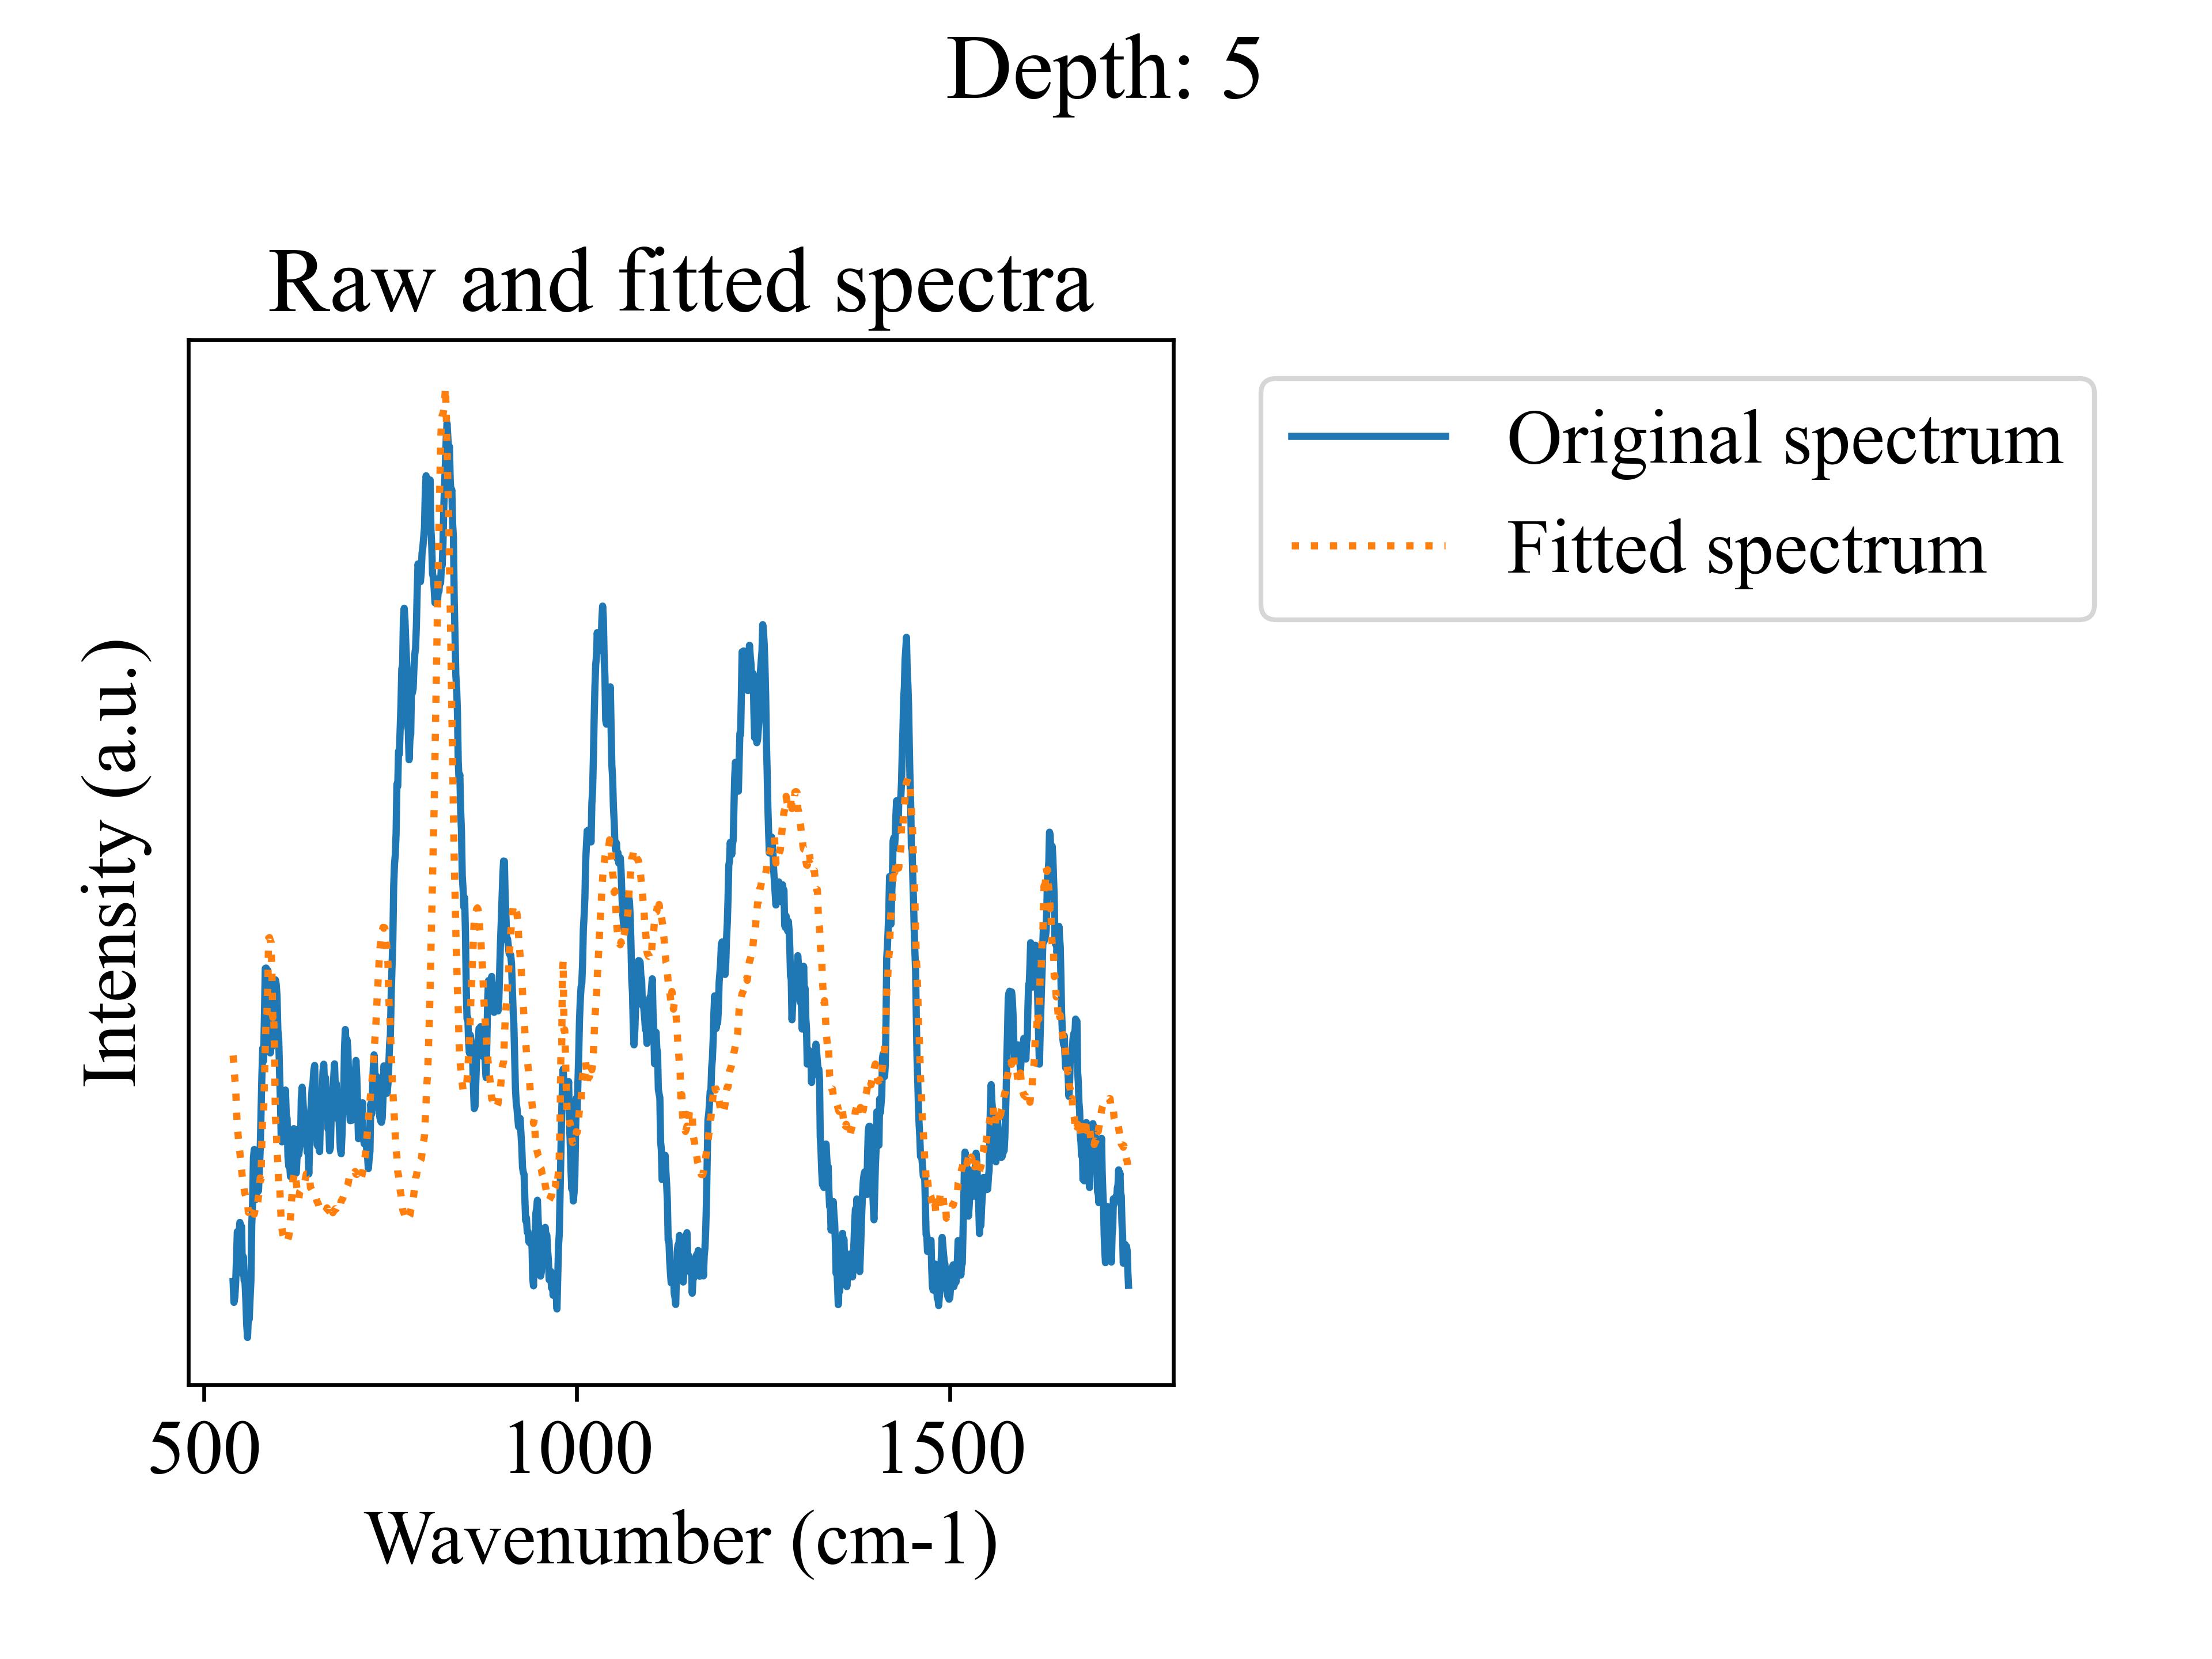 Depth: 5
Raw and fitted spectra
Original spectrum
Fitted spectrum
Intensity (a.u.)
500 1000 1500
Wavenumber (cm-1)